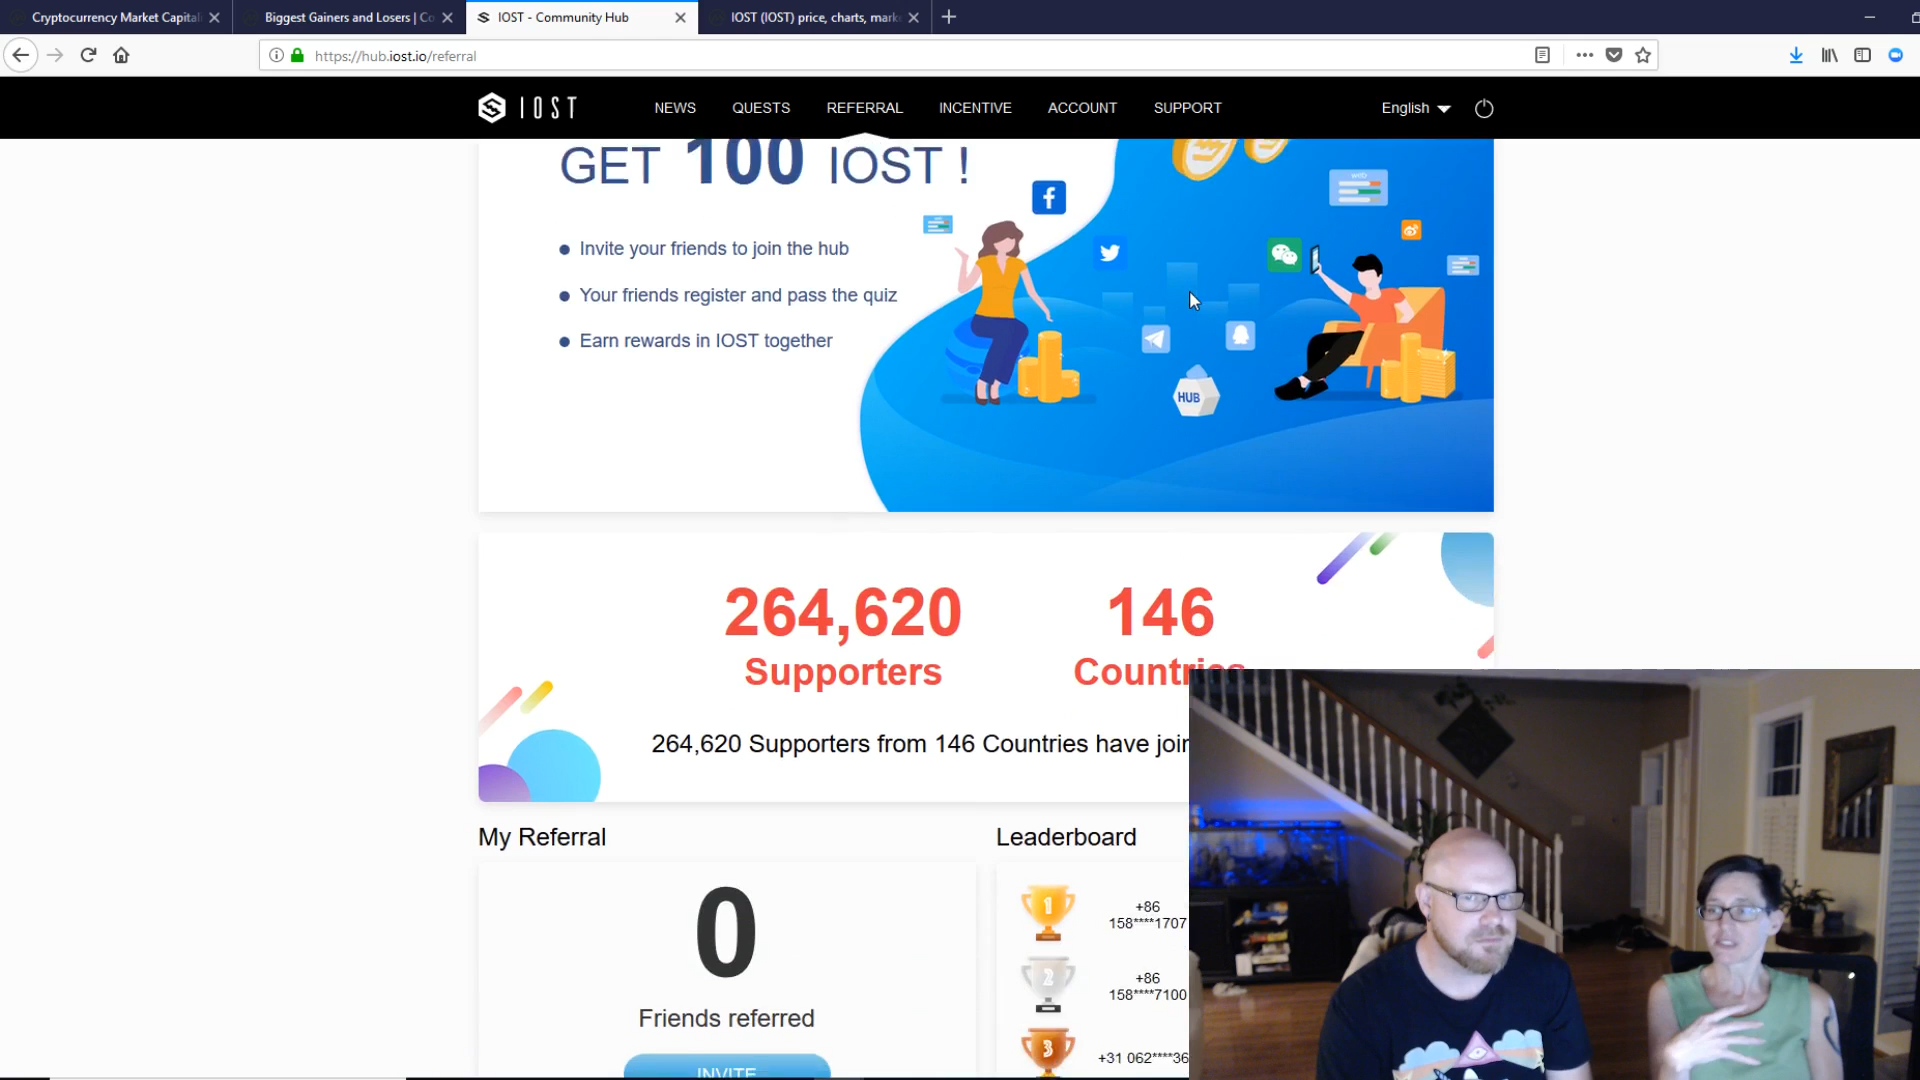 Cryptocurrency Market Capital
Biggest Gainers and Losers | Co
IOST - Community Hub
IOST (IOST) price, charts, mark
https://hub.iost.io/referral
IOST
NEWS
QUESTS
REFERRAL
INCENTIVE
ACCOUNT
SUPPORT
English
GET 100 IOST !
Invite your friends to join the hub
Your friends register and pass the quiz
Earn rewards in IOST together
HUB
264,620
Supporters
146
Countries
264,620 Supporters from 146 Countries have join
My Referral
0
Friends referred
INVITE
Leaderboard
1
+86
158****1707
2
+86
158****7100
3
+31 062****36